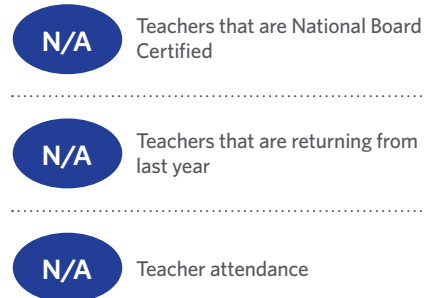 N/A
Teachers that are National Board
Certified
N/A
Teachers that are returning from
last year
N/A
Teacher attendance